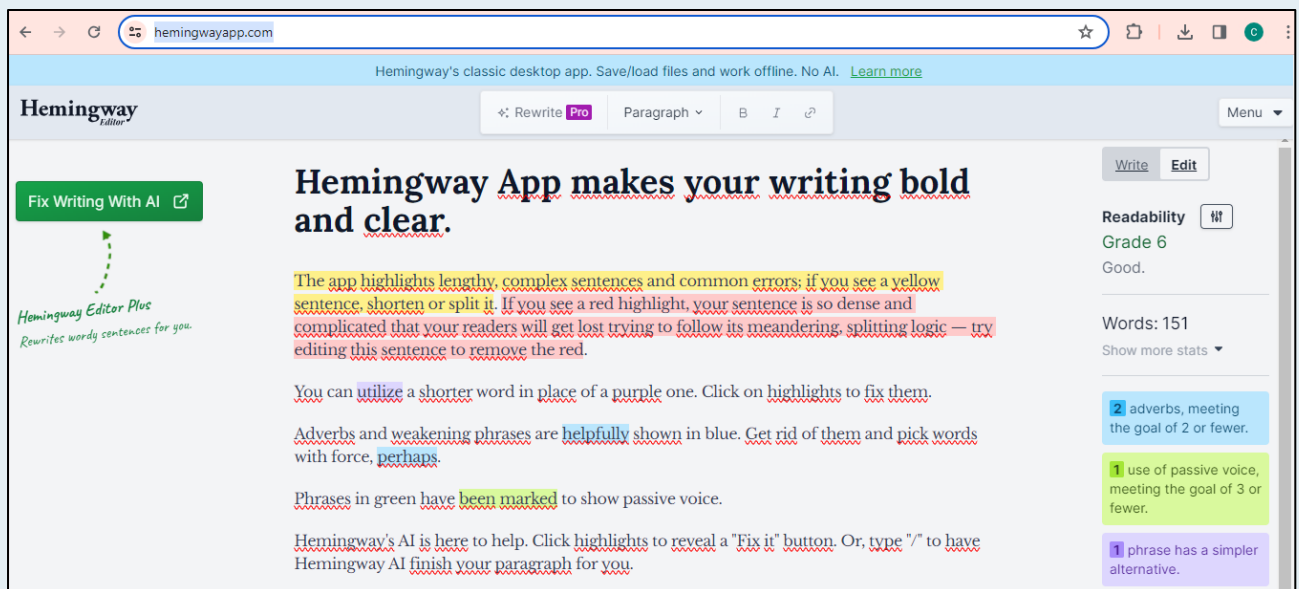 hemingwayapp.com
C
Hemingway's classic desktop app. Save/load files and work offline. No AI. Learn more
Hemingway
Editor
Rewrite Pro
Paragraph
B
I
Menu
Fix Writing With AI
Hemingway Editor Plus
Rewrites wordy sentences for you.
Hemingway App makes your writing bold
and clear.
The app highlights lengthy, complex sentences and common errors; if you see a yellow
sentence, shorten or split it. If you see a red highlight, your sentence is so dense and
complicated that your readers will get lost trying to follow its meandering, splitting logic — try
editing this sentence to remove the red.
You can utilize a shorter word in place of a purple one. Click on highlights to fix them.
Adverbs and weakening phrases are helpfully shown in blue. Get rid of them and pick words
with force, perhaps.
Phrases in green have been marked to show passive voice.
Hemingway's AI is here to help. Click highlights to reveal a "Fix it" button. Or, type "/" to have
Hemingway AI finish your paragraph for you.
Write Edit
Readability
Grade 6
Good.
Words: 151
Show more stats
2 adverbs, meeting
the goal of 2 or fewer.
1 use of passive voice,
meeting the goal of 3 or
fewer.
1 phrase has a simpler
alternative.